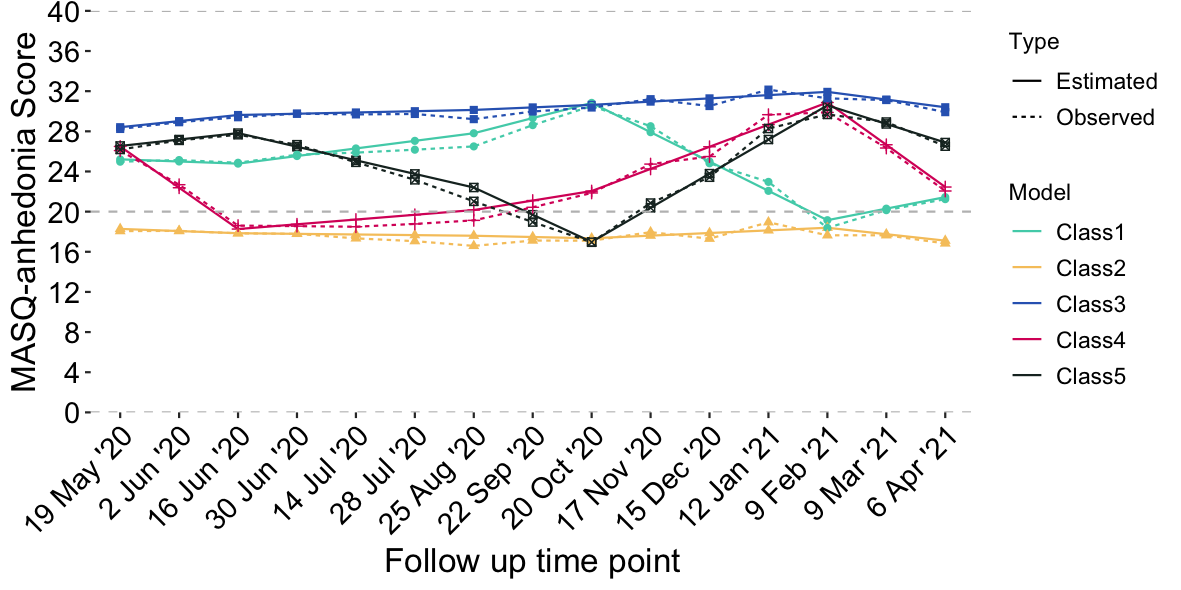 MASQ-anhedonia Score
40
36
32
28
24
20
16
12
8
4
0
19 May '20
2 Jun '20
16 Jun '20
30 Jun '20
14 Jul '20
28 Jul '20
25 Aug '20
22 Sep '20
20 Oct '20
17 Nov '20
15 Dec '20
12 Jan '21
9 Feb '21
9 Mar '21
6 Apr '21
Follow up time point
Type
Estimated
Observed
Model
Class1
Class2
Class3
Class4
Class5